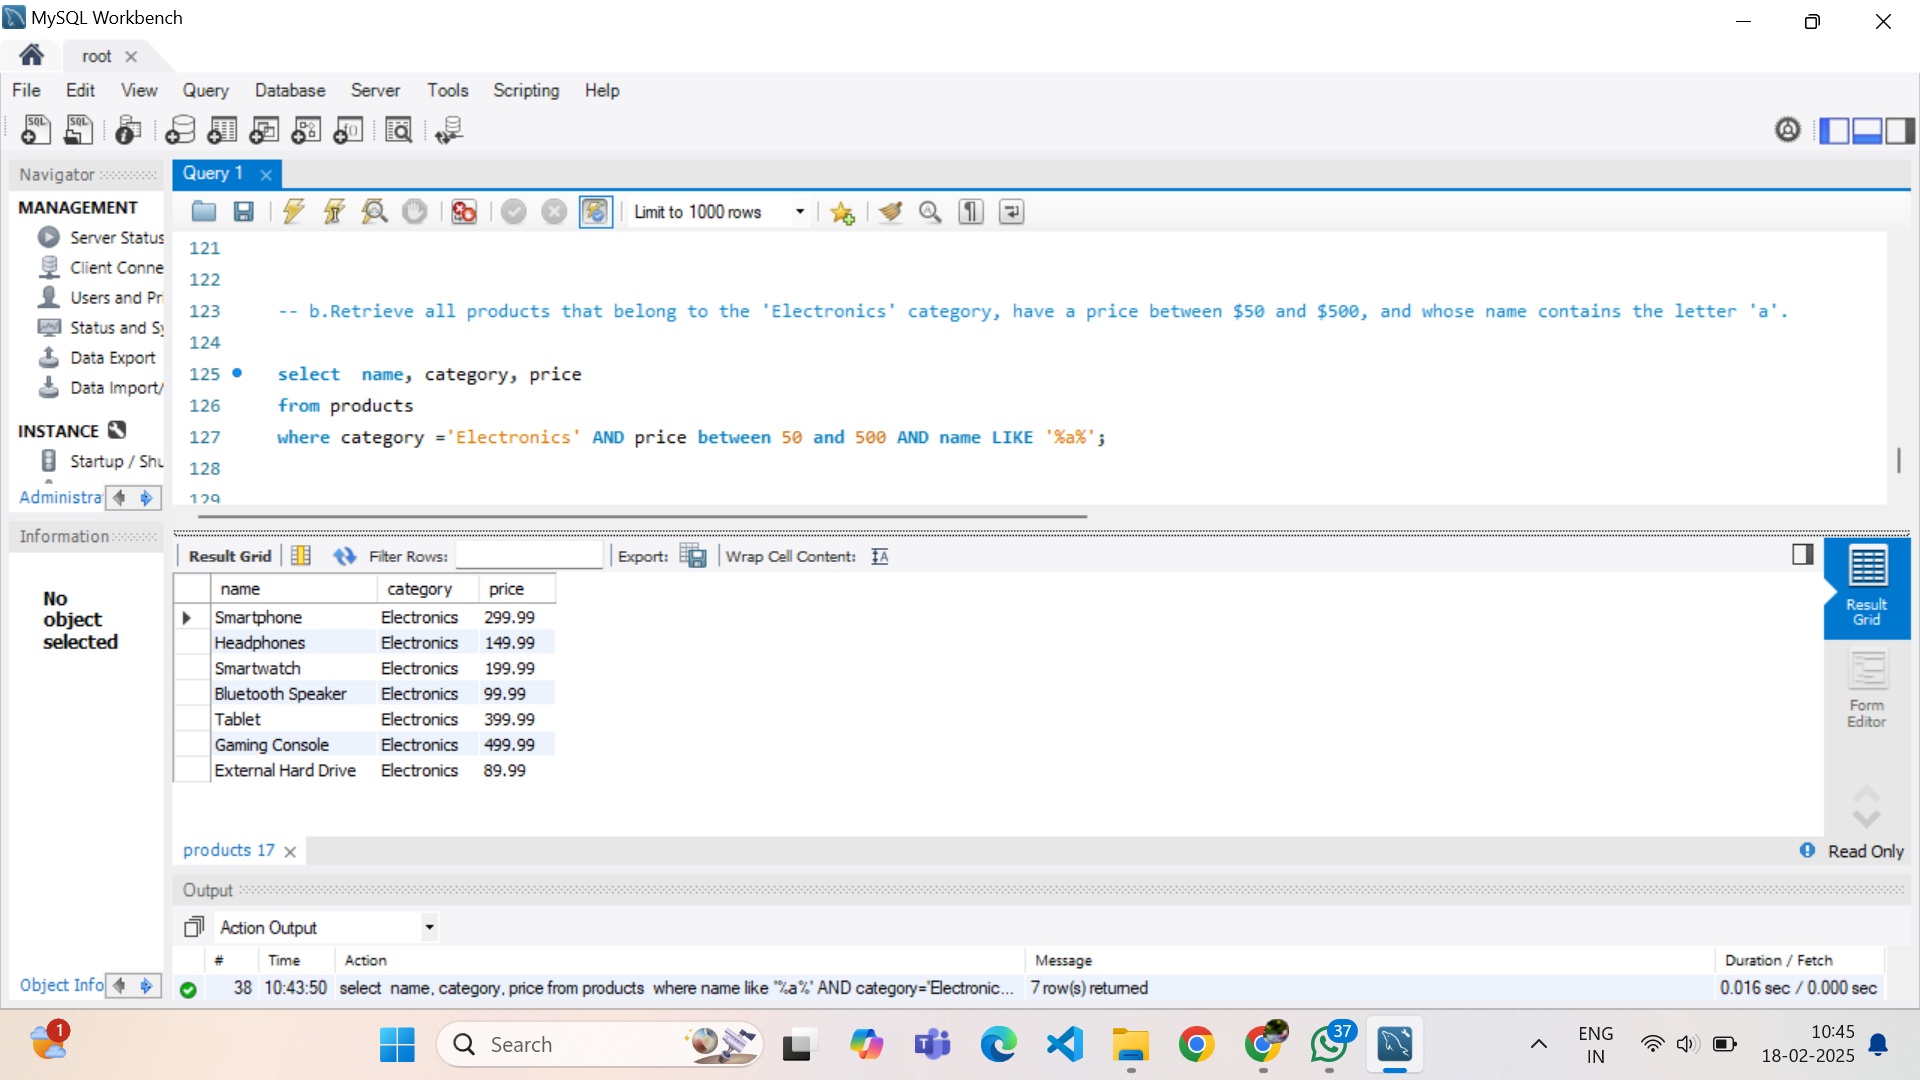 MySQL Workbench
root
File Edit View Query Database Server Tools Scripting Help
Navigator
Query 1
MANAGEMENT
Server Status
Client Conne
Users and Pri
Status and Sy
Data Export
Data Import/
INSTANCE
Startup / Shu
Administra
Limit to 1000 rows
121
122
123 -- b.Retrieve all products that belong to the 'Electronics' category, have a price between $50 and $500, and whose name contains the letter 'a'.
124
125 select name, category, price
126 from products
127 where category ='Electronics' AND price between 50 and 500 AND name LIKE '%a%';
128
129
Information
No
object
selected
Object Info
Result Grid Filter Rows: Export: Wrap Cell Content:
name category price
Smartphone Electronics 299.99
Headphones Electronics 149.99
Smartwatch Electronics 199.99
Bluetooth Speaker Electronics 99.99
Tablet Electronics 399.99
Gaming Console Electronics 499.99
External Hard Drive Electronics 89.99
Result
Grid
Form
Editor
products 17
Read Only
Output
Action Output
# Time Action Message Duration / Fetch
38 10:43:50 select name, category, price from products where name like "%a%" AND category='Electronic... 7 row(s) returned 0.016 sec / 0.000 sec
1
Search
37
ENG
IN
10:45
18-02-2025